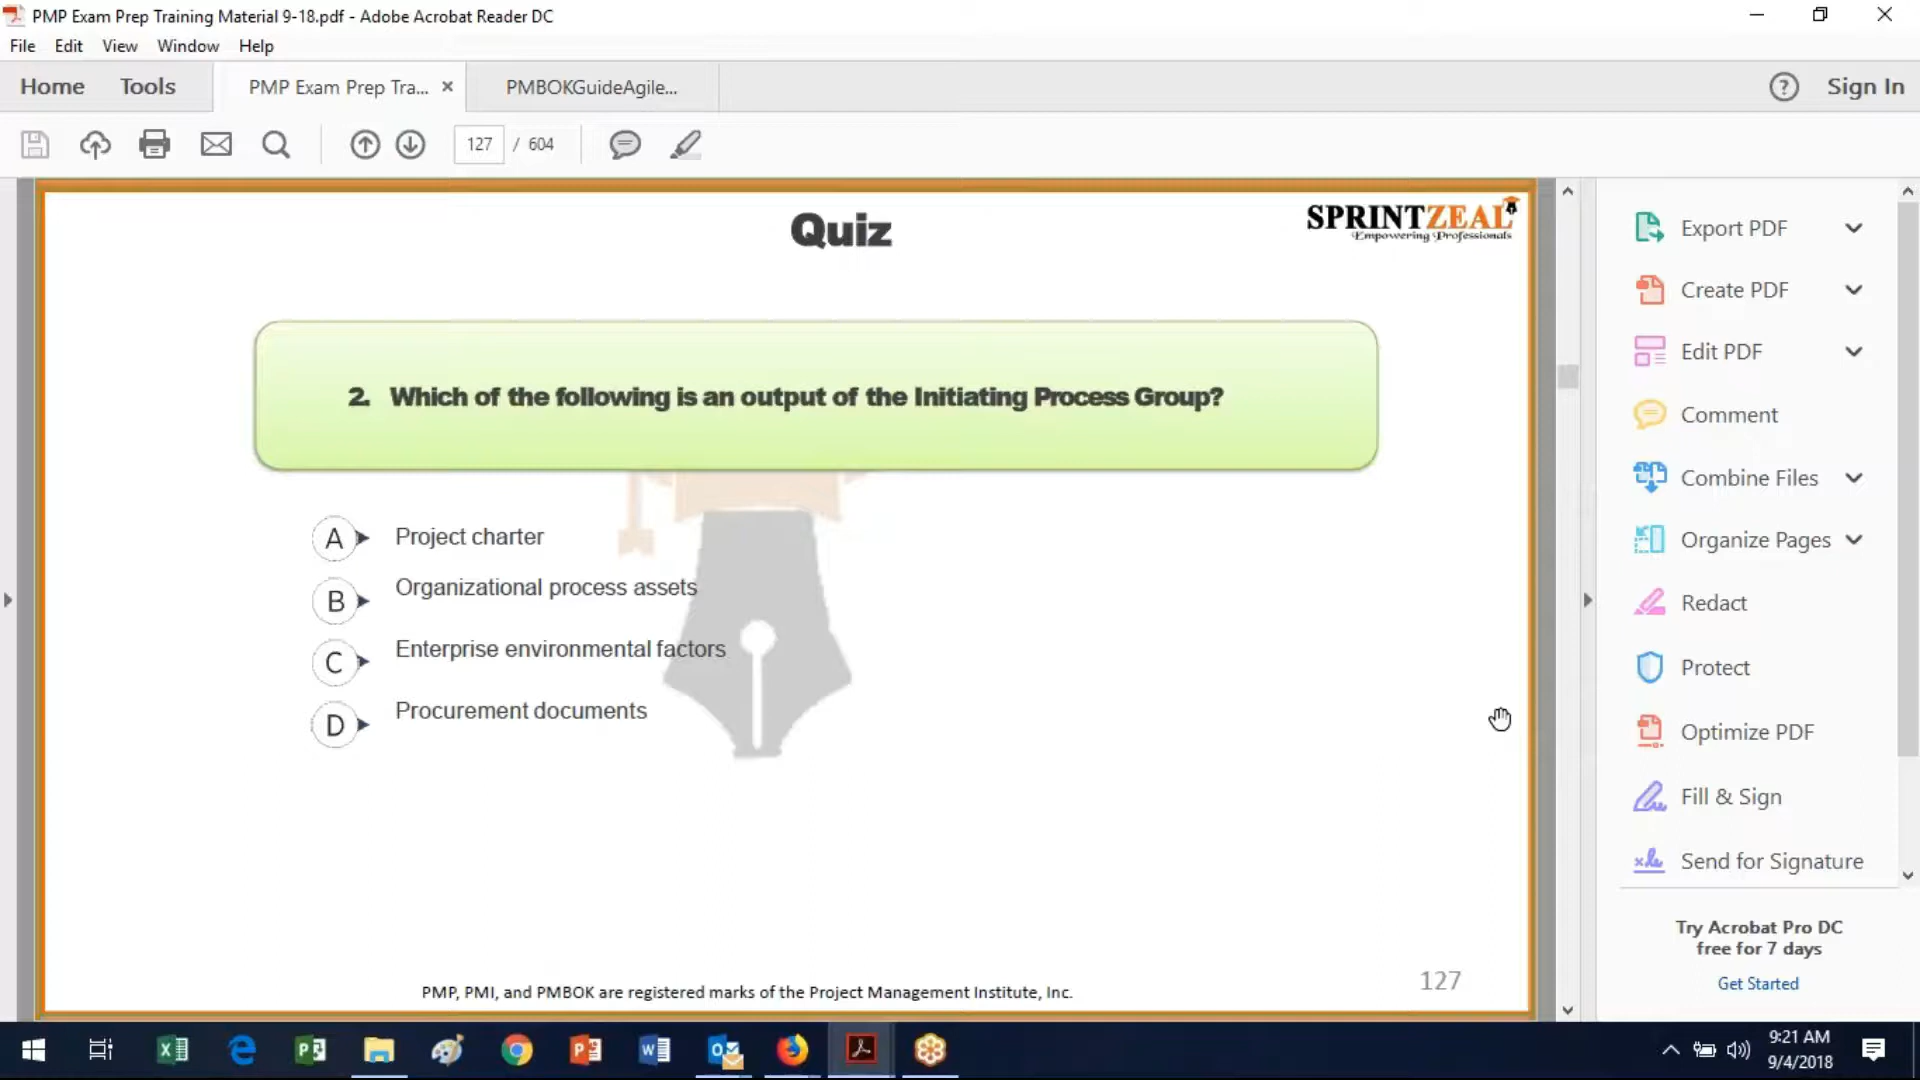 PMP Exam Prep Training Material 9-18.pdf - Adobe Acrobat Reader DC
File Edit View Window Help
Home Tools PMP Exam Prep Tra... × PMBOKGuideAgile... ? Sign In
127 / 604
Quiz
SPRINTZEAL
Empowering Professionals
2. Which of the following is an output of the Initiating Process Group?
A Project charter
B Organizational process assets
C Enterprise environmental factors
D Procurement documents
PMP, PMI, and PMBOK are registered marks of the Project Management Institute, Inc.
127
Export PDF
Create PDF
Edit PDF
Comment
Combine Files
Organize Pages
Redact
Protect
Optimize PDF
Fill & Sign
Send for Signature
Try Acrobat Pro DC
free for 7 days
Get Started
9:21 AM
9/4/2018